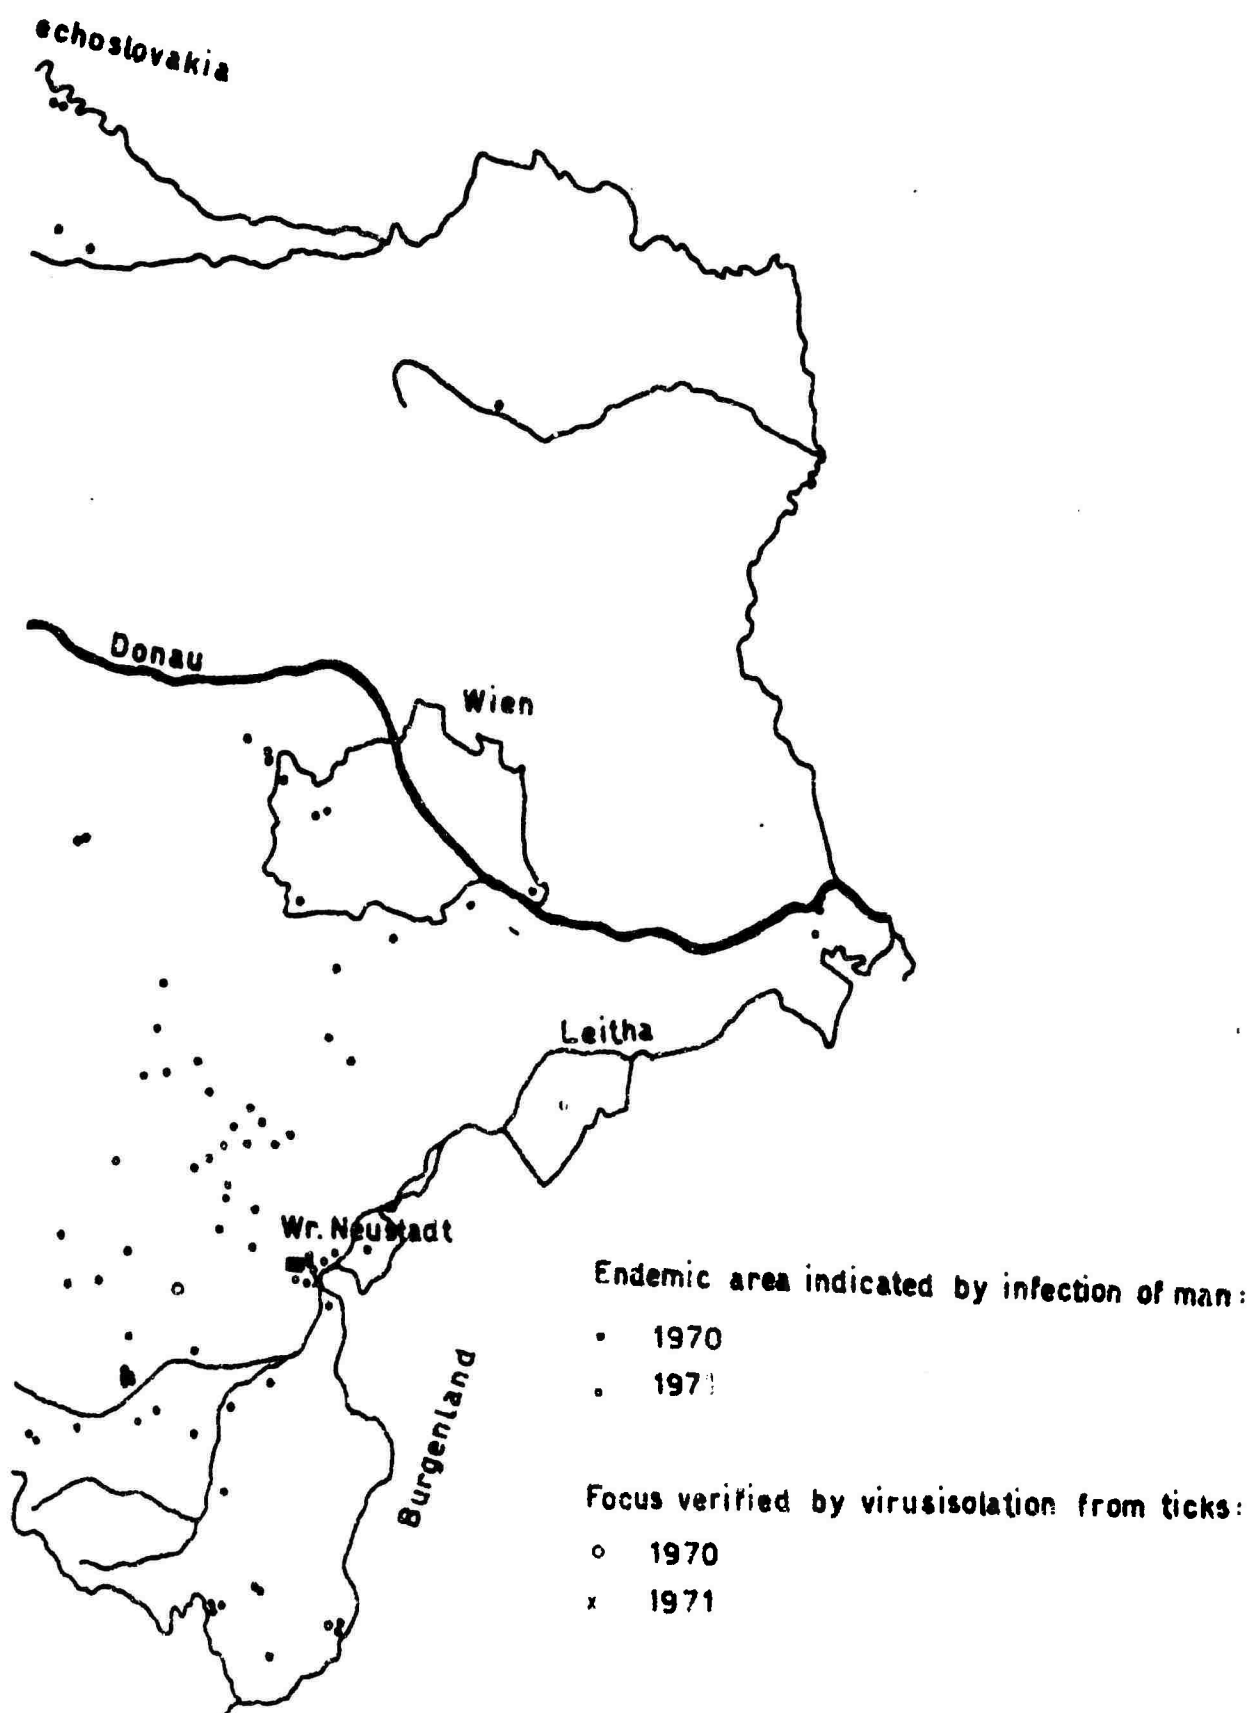 echoslovakia
Donau
Wien
Leitha
Wr. Neustadt
Burgenland
Endemic area indicated by infection of man:
• 1970
▫ 1971
Focus verified by virusisolation from ticks:
○ 1970
x 1971